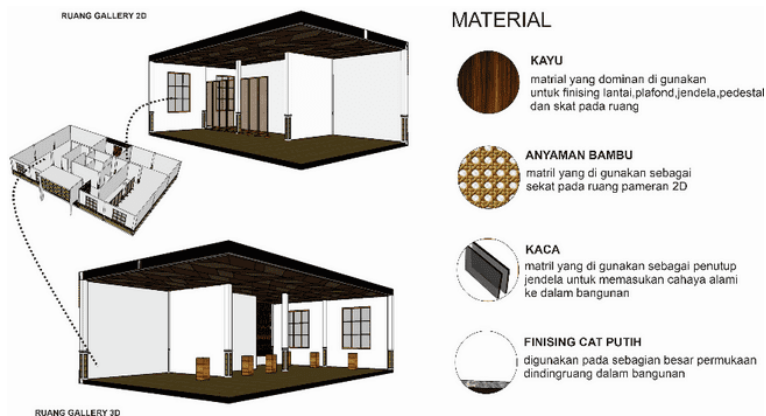 RUANG GALLERY 2D
MATERIAL
KAYU
matrial yang dominan di gunakan
untuk finising lantai,plafond,jendela,pedestal
dan skat pada ruang
ANYAMAN BAMBU
matril yang di gunakan sebagai
sekat pada ruang pameran 2D
KACA
matril yang di gunakan sebagai penutup
jendela untuk memasukan cahaya alami
ke dalam bangunan
FINISING CAT PUTIH
digunakan pada sebagian besar permukaan
dindingruang dalam bangunan
RUANG GALLERY 3D